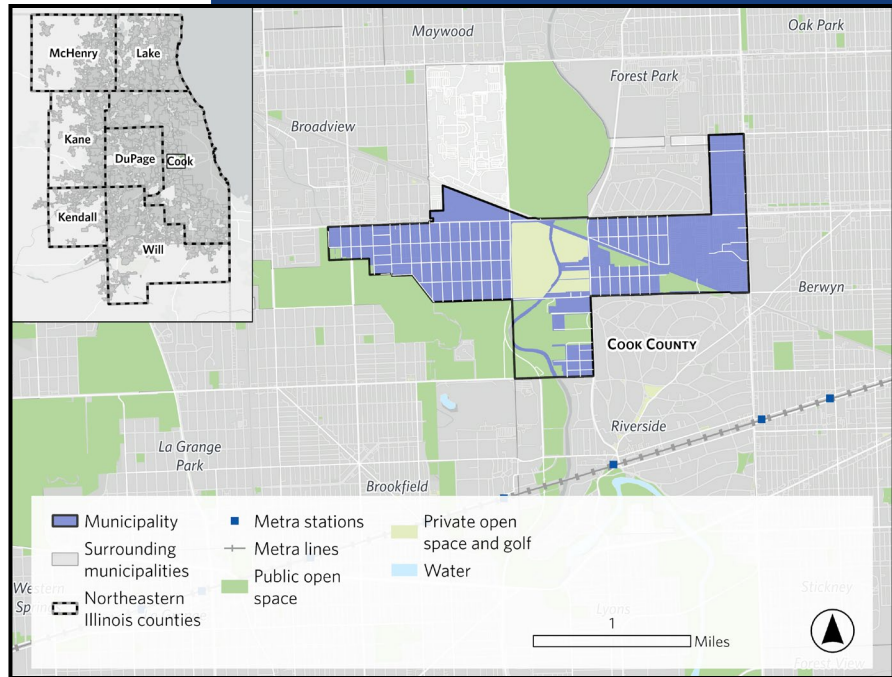 Maywood
Oak Park
McHenry
Lake
Forest Park
Broadview
Kane
DuPage
Cook
Kendall
Will
Berwyn
COOK COUNTY
Riverside
La Grange
Park
Brookfield
Municipality
Surrounding
municipalities
Northeastern
Illinois counties
Metra stations
Metra lines
Public open
space
Private open
space and golf
Water
Western
Stickney
Lyons
1
Miles
Forest View